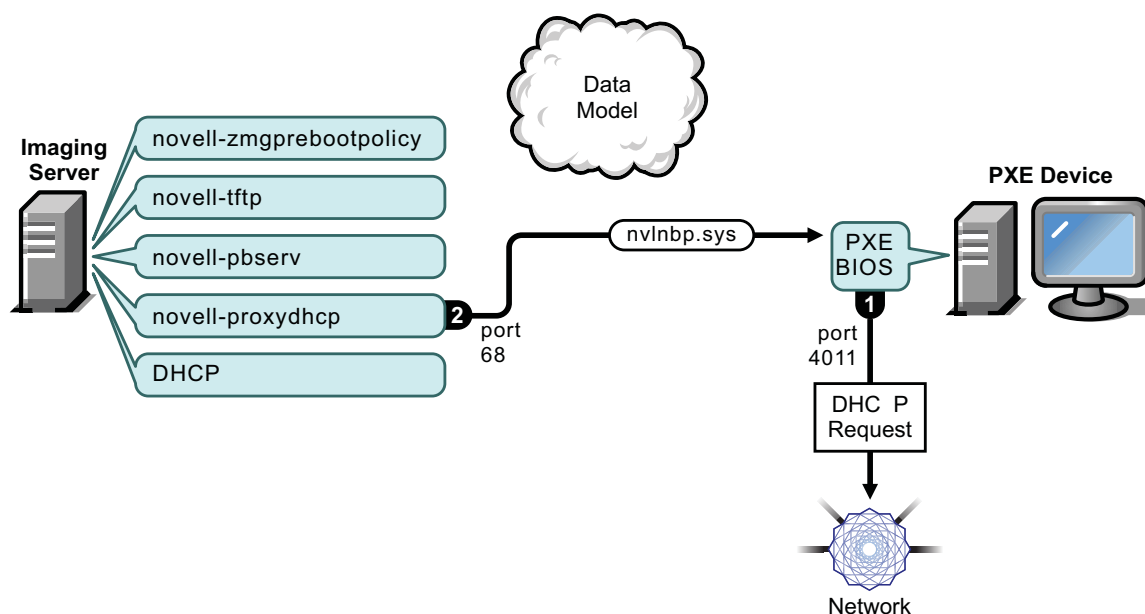 Data
Model
Imaging
Server
novell-zmgprebootpolicy
novell-tftp
novell-pbserv
novell-proxydhcp
DHCP
2
port
68
nvlnbp.sys
PXE
BIOS
PXE Device
1
port
4011
DHC P
Request
Network